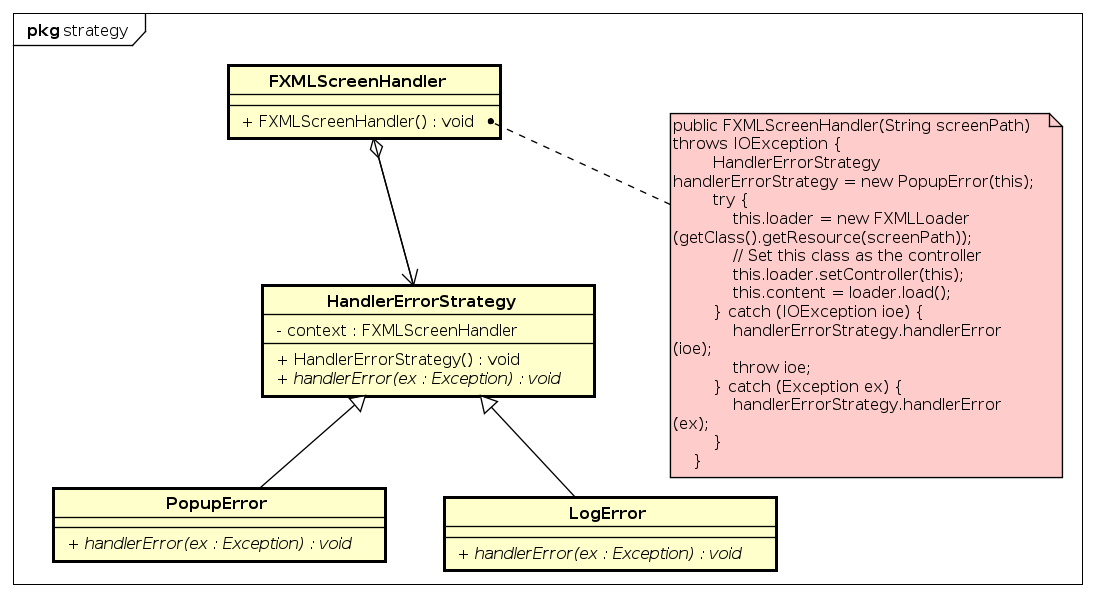 pkg strategy
FXMLScreenHandler
+ FXMLScreenHandler() : void
public FXMLScreenHandler(String screenPath)
throws IOException {
HandlerErrorStrategy
handlerErrorStrategy = new PopupError(this);
try {
this.loader = new FXMLLoader
(getClass().getResource(screenPath));
// Set this class as the controller
this.loader.setController(this);
this.content = loader.load();
} catch (IOException ioe) {
handlerErrorStrategy.handlerError
(ioe);
throw ioe;
} catch (Exception ex) {
handlerErrorStrategy.handlerError
(ex);
}
}
HandlerErrorStrategy
- context : FXMLScreenHandler
+ HandlerErrorStrategy() : void
+ handlerError(ex : Exception) : void
PopupError
+ handlerError(ex : Exception) : void
LogError
+ handlerError(ex : Exception) : void